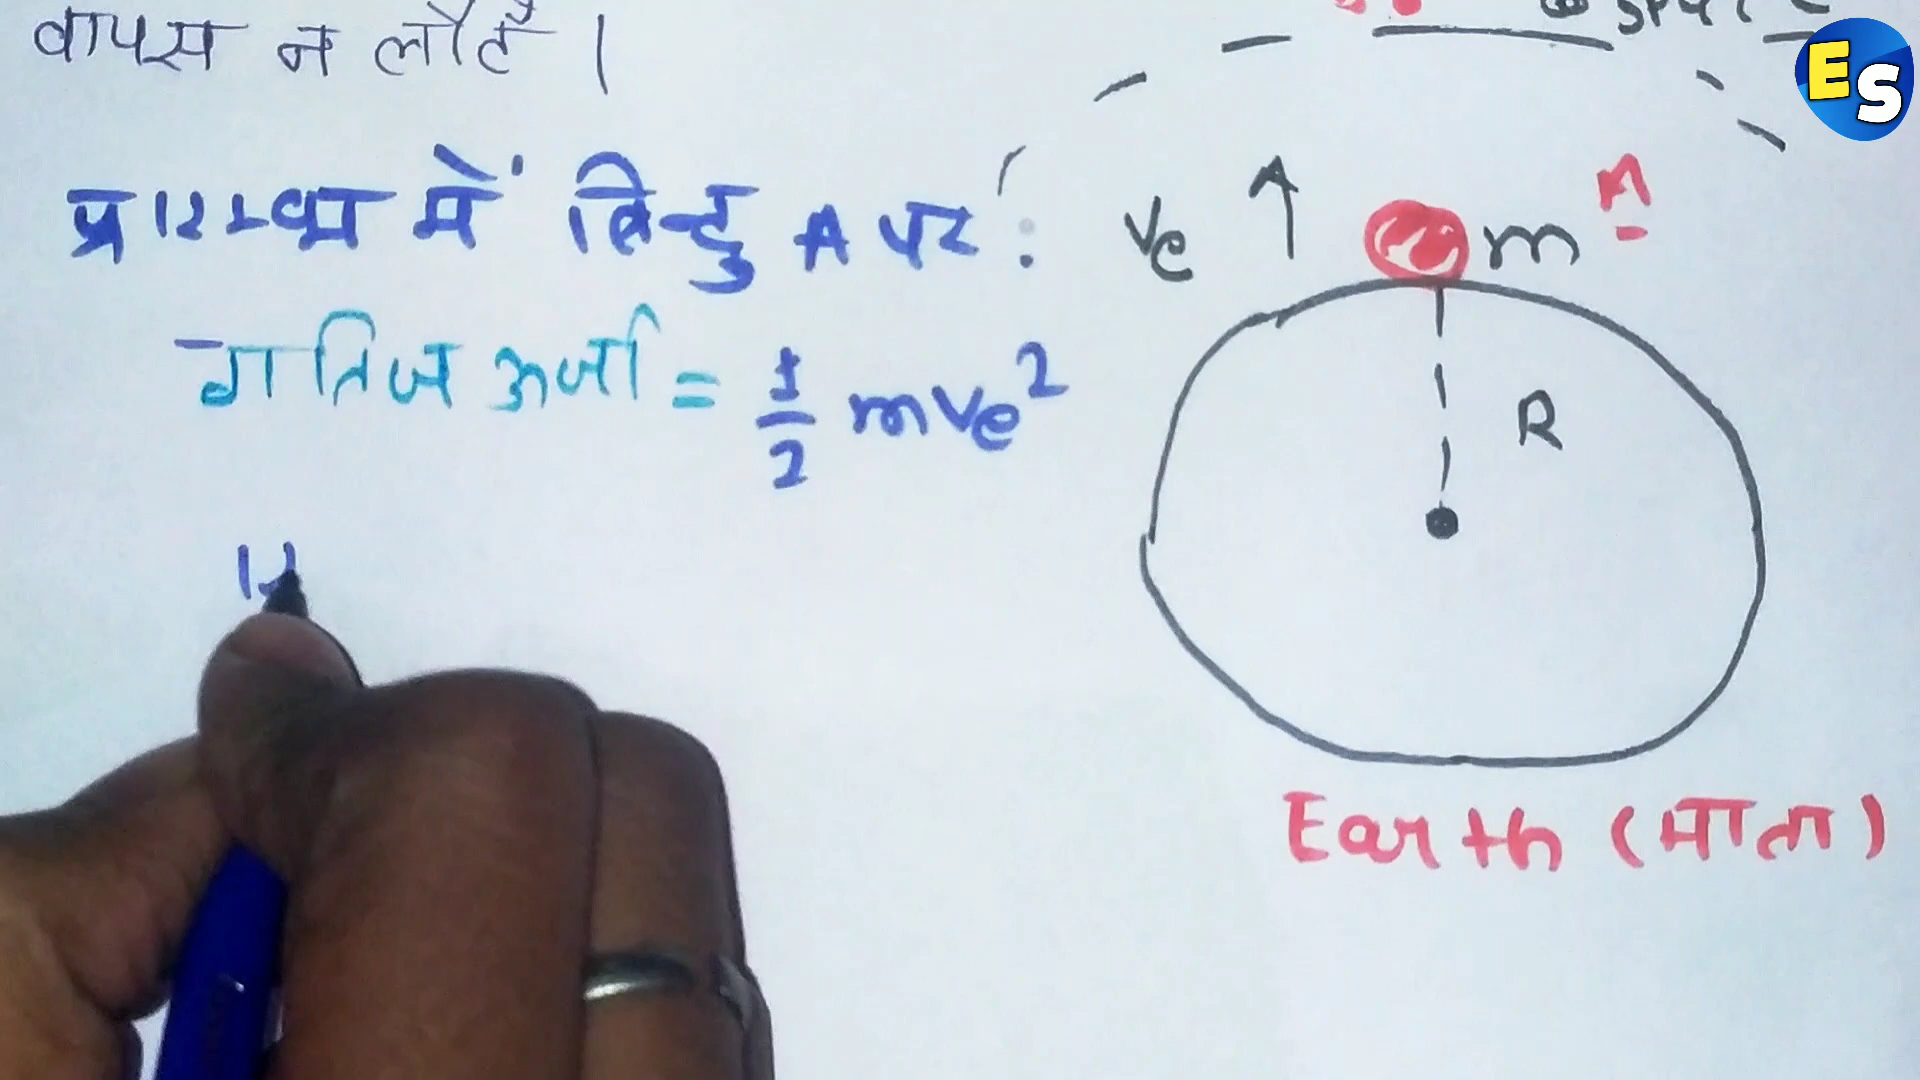 वापस न लौटे ।
ES
प्रारम्भ में बिन्दु A पर :
गतिज ऊर्जा = 1/2 mve²
ve m A
R
Earth (माता)